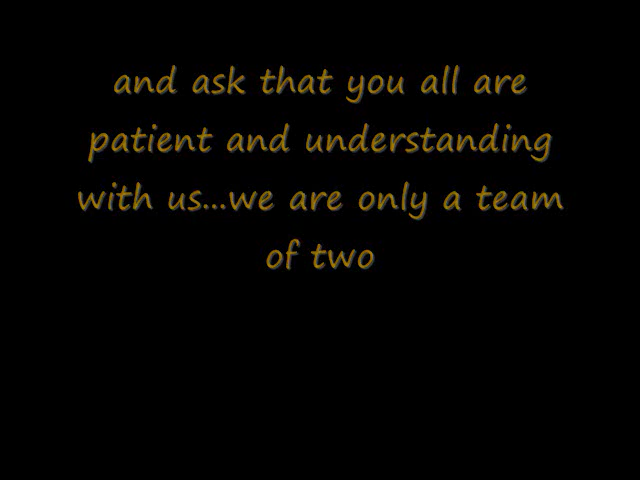 and ask that you all are
patient and understanding
with us...we are only a team
of two